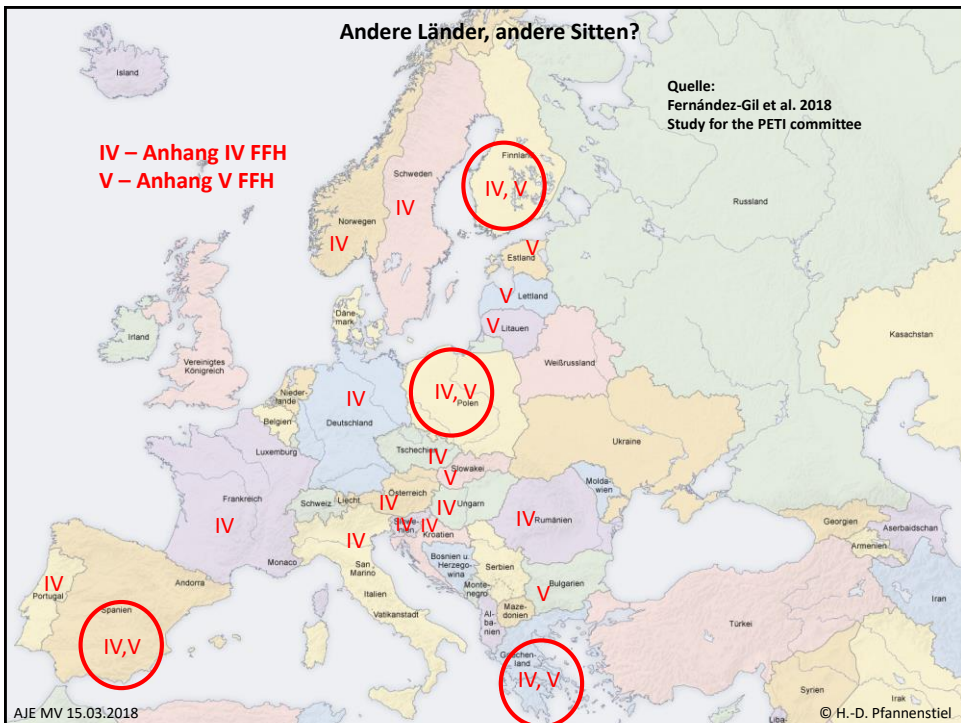 Andere Länder, andere Sitten?
Island
Quelle:
Fernández-Gil et al. 2018
Study for the PETI committee
IV – Anhang IV FFH
V – Anhang V FFH
Finnland
IV, V
Schweden
IV
Norwegen
IV
Russland
V
Estland
V
Lettland
V
Litauen
Däne
mark
Irland
Vereinigtes
Königreich
Kasachstan
Weißrussland
Nieder-
lande
Belgien
IV
Deutschland
IV, V
Polen
Luxemburg
Ukraine
Tschechien
IV
Slowakei
V
Moldawien
Frankreich
IV
Schweiz
Liecht.
Österreich
IV
Ungarn
IV
IV
Rumänien
Slowe-
nien
IV
IV
Kroatien
IV
San
Marino
Monaco
Bosnien u.
Herzego-
wina
Serbien
Georgien
Aserbaidschan
Armenien
Andorra
Italien
Monte-
negro
V
Bulgarien
IV
Portugal
Spanien
IV,V
Vatikanstadt
Maze-
donien
Al-
ba-
nien
Türkei
Iran
Griechen-
land
IV, V
Syrien
Irak
Liba-
AJE MV 15.03.2018
© H.-D. Pfannenstiel